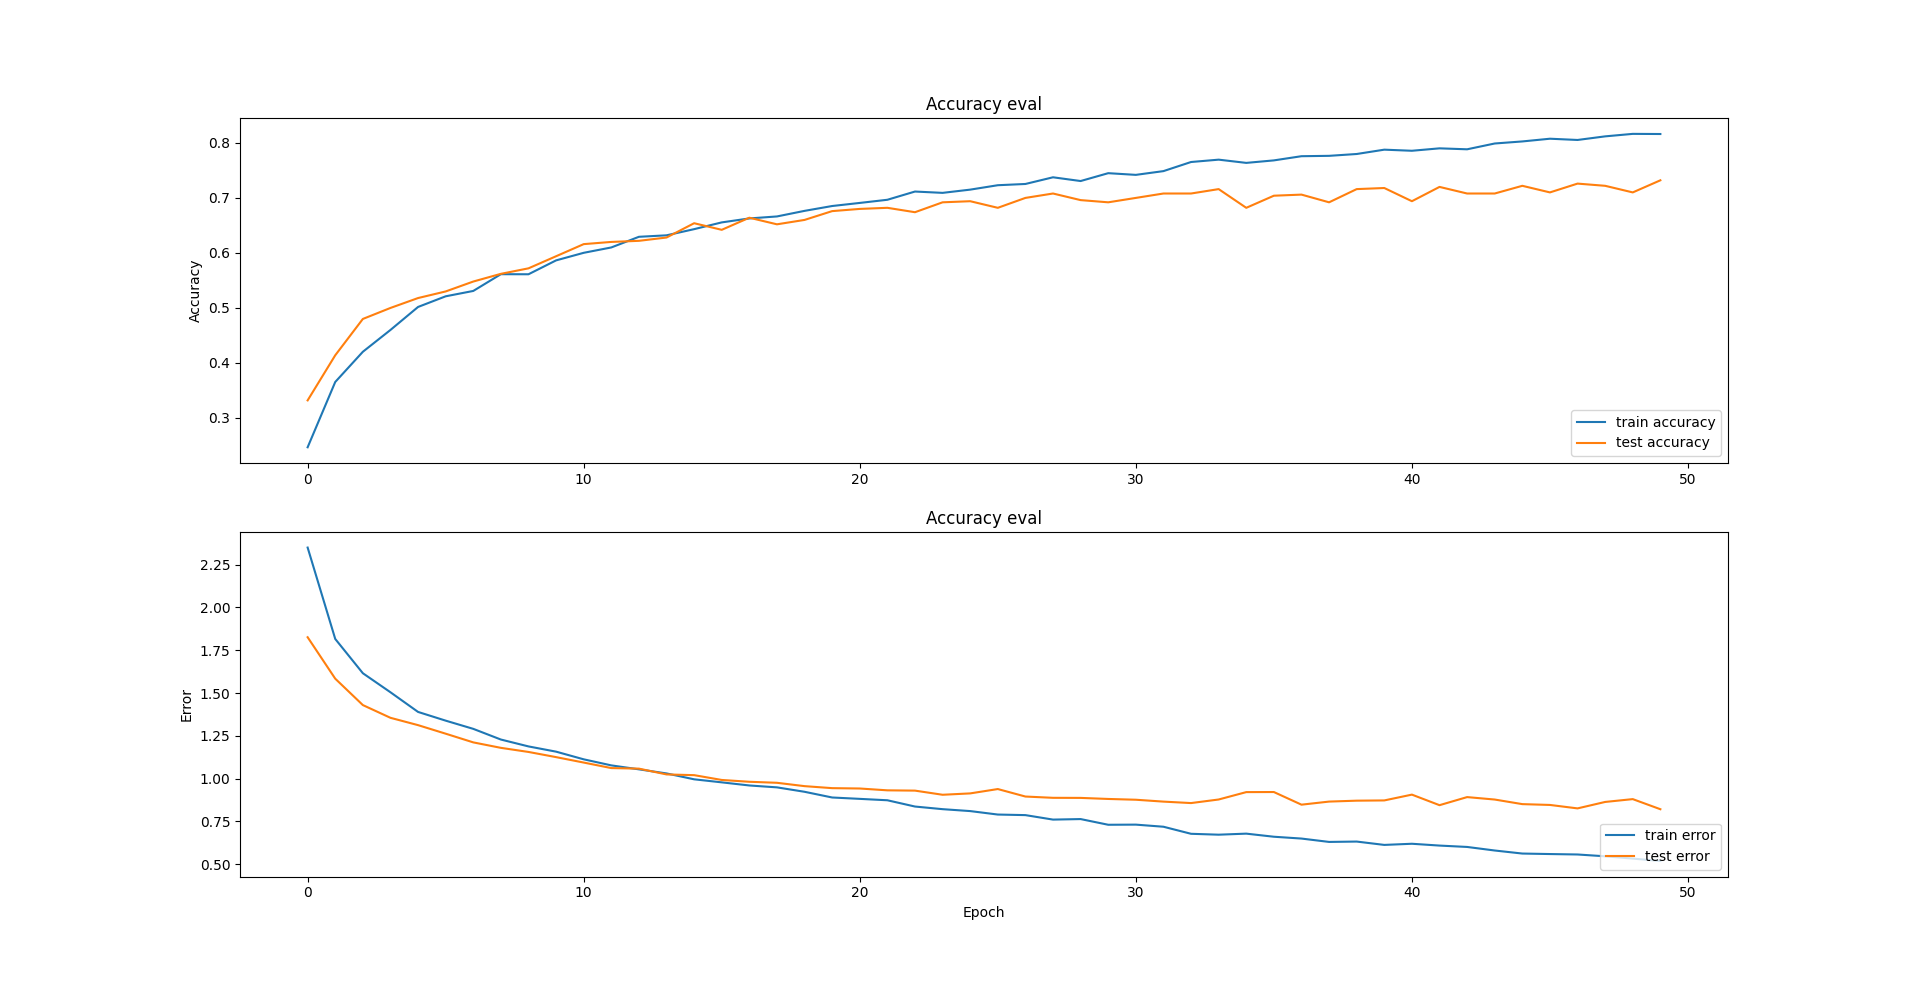 Accuracy eval
0.8
0.7
0.6
0.5
0.4
0.3
Accuracy
train accuracy
test accuracy
0 10 20 30 40 50
Accuracy eval
2.25
2.00
1.75
1.50
1.25
1.00
0.75
0.50
Error
train error
test error
0 10 20 30 40 50
Epoch